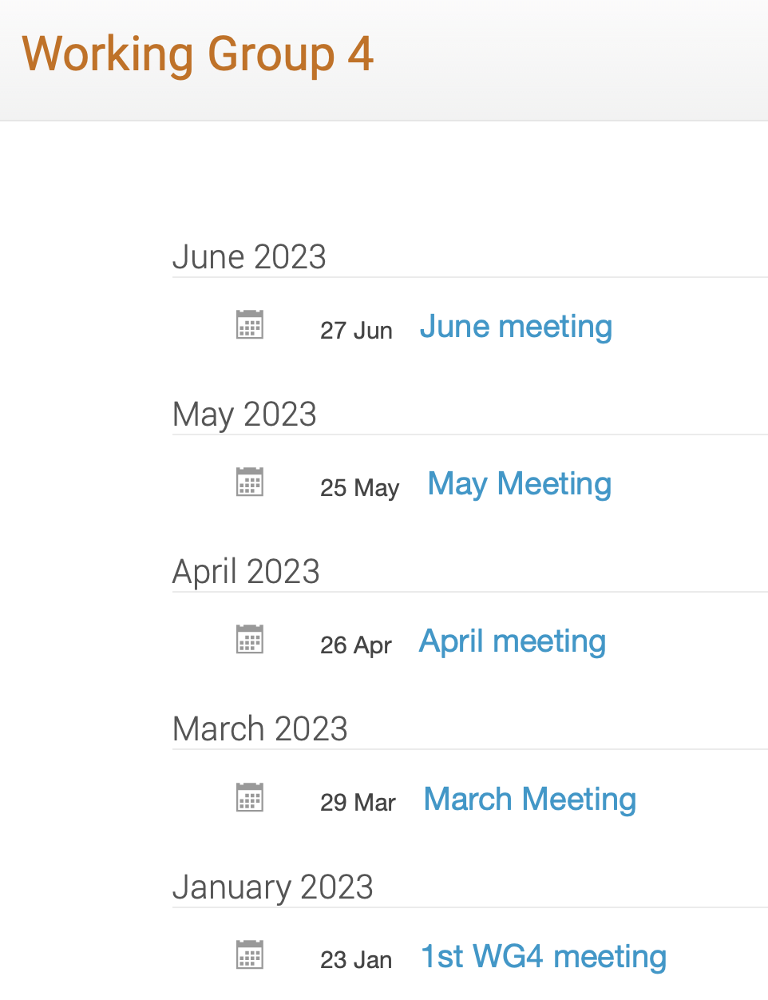 Working Group 4
June 2023
27 Jun June meeting
May 2023
25 May May Meeting
April 2023
26 Apr April meeting
March 2023
29 Mar March Meeting
January 2023
23 Jan 1st WG4 meeting